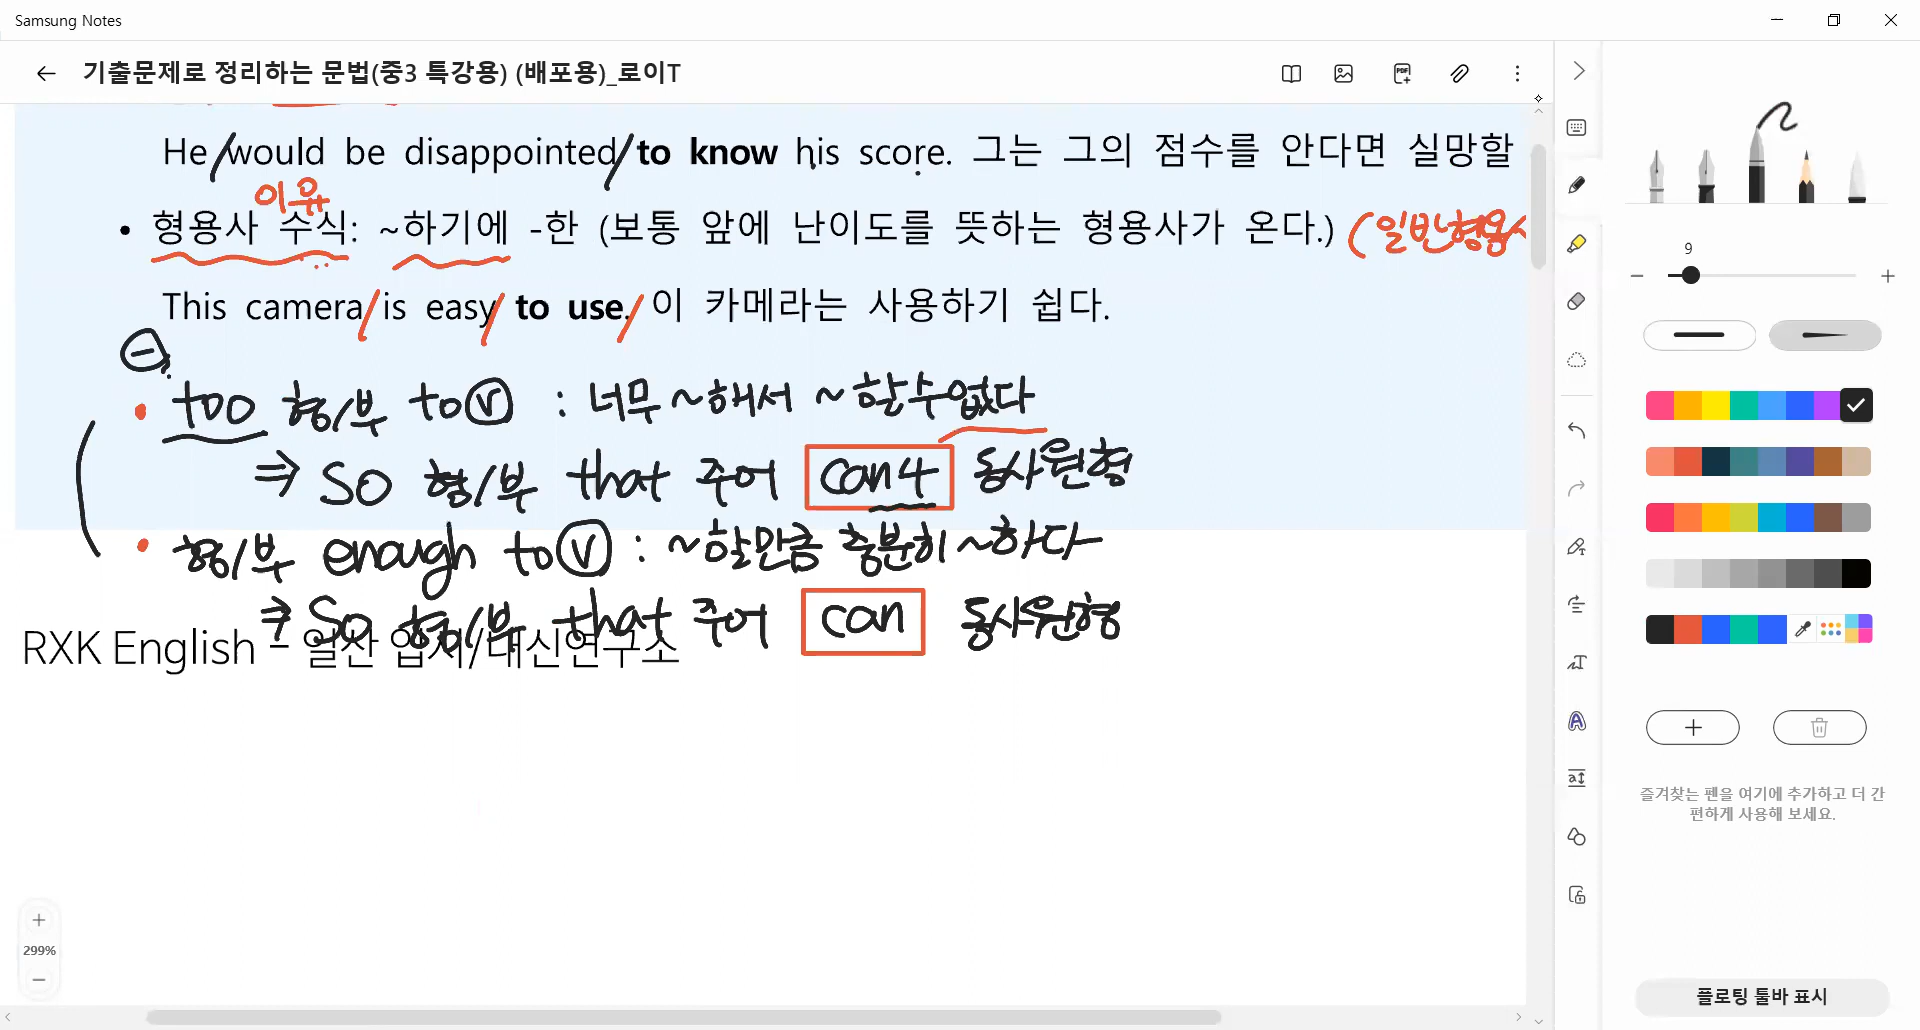 Samsung Notes
기출문제로 정리하는 문법(중3 특강용) (배포용)_로이T
He/would be disappointed/to know his score. 그는 그의 점수를 안다면 실망할
이유
• 형용사 수식: ~하기에 -한 (보통 앞에 난이도를 뜻하는 형용사가 온다.) (일반형용사
This camera/is easy/to use./이 카메라는 사용하기 쉽다.
• too 형/부 to ⓥ : 너무 ~해서 ~할 수 없다
⇒ So 형/부 that 주어 can't 동사원형
• 형/부 enough to ⓥ : ~할만큼 충분히 ~하다
⇒ So 형/부 that 주어 can 동사원형
RXK English – 일산 입시/내신연구소
299%
9
즐겨찾는 펜을 여기에 추가하고 더 간
편하게 사용해 보세요.
플로팅 툴바 표시